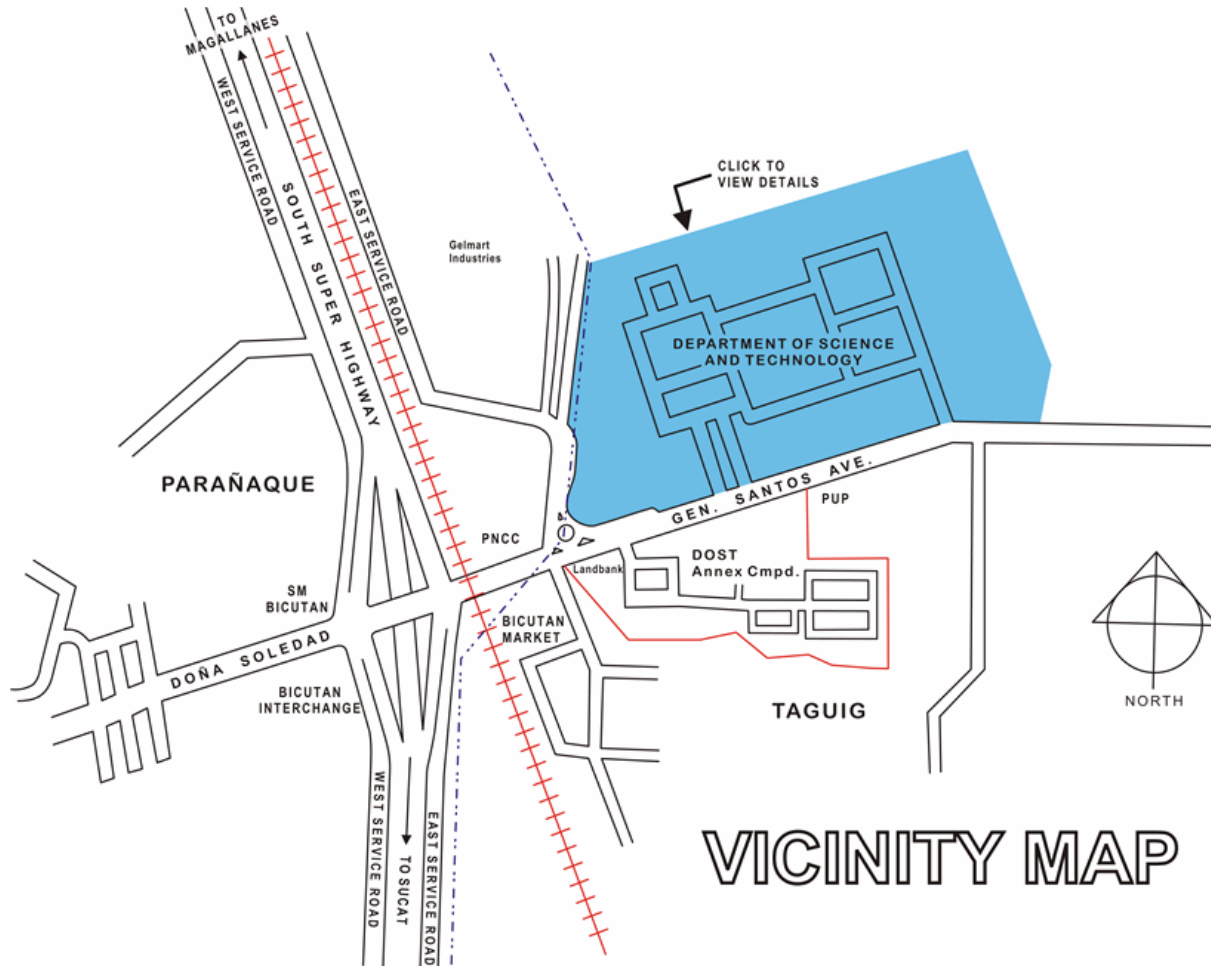 TO
MAGALLANES
WEST SERVICE ROAD
SOUTH SUPER HIGHWAY
EAST SERVICE ROAD
Gelmart
Industries
CLICK TO
VIEW DETAILS
DEPARTMENT OF SCIENCE
AND TECHNOLOGY
PARAÑAQUE
GEN. SANTOS AVE.
PUP
PNCC
Landbank
DOST
Annex Cmpd.
SM
BICUTAN
BICUTAN
MARKET
DOÑA SOLEDAD
BICUTAN
INTERCHANGE
TAGUIG
NORTH
WEST SERVICE ROAD
TO SUCAT
EAST SERVICE ROAD
VICINITY MAP